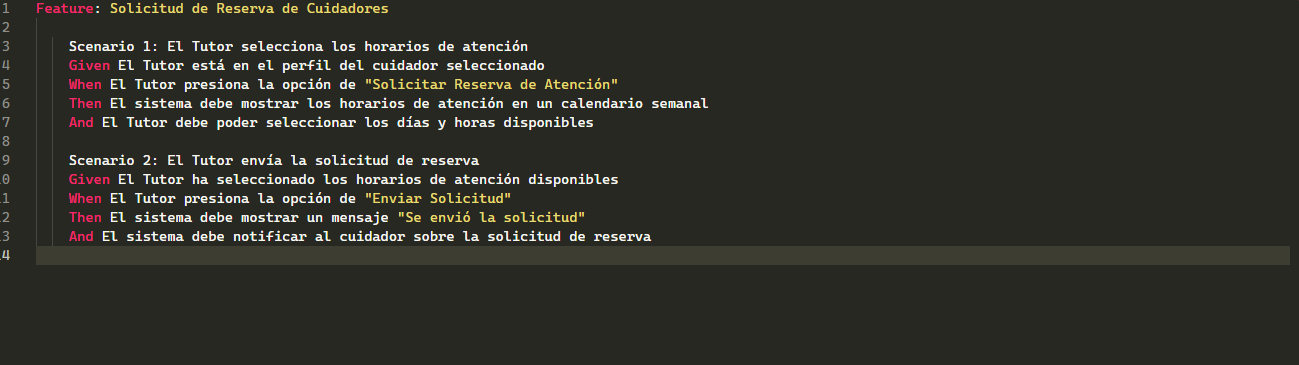 1 Feature: Solicitud de Reserva de Cuidadores
2
3 Scenario 1: El Tutor selecciona los horarios de atención
4 Given El Tutor está en el perfil del cuidador seleccionado
5 When El Tutor presiona la opción de "Solicitar Reserva de Atención"
6 Then El sistema debe mostrar los horarios de atención en un calendario semanal
7 And El Tutor debe poder seleccionar los días y horas disponibles
8
9 Scenario 2: El Tutor envía la solicitud de reserva
10 Given El Tutor ha seleccionado los horarios de atención disponibles
11 When El Tutor presiona la opción de "Enviar Solicitud"
12 Then El sistema debe mostrar un mensaje "Se envió la solicitud"
13 And El sistema debe notificar al cuidador sobre la solicitud de reserva
14